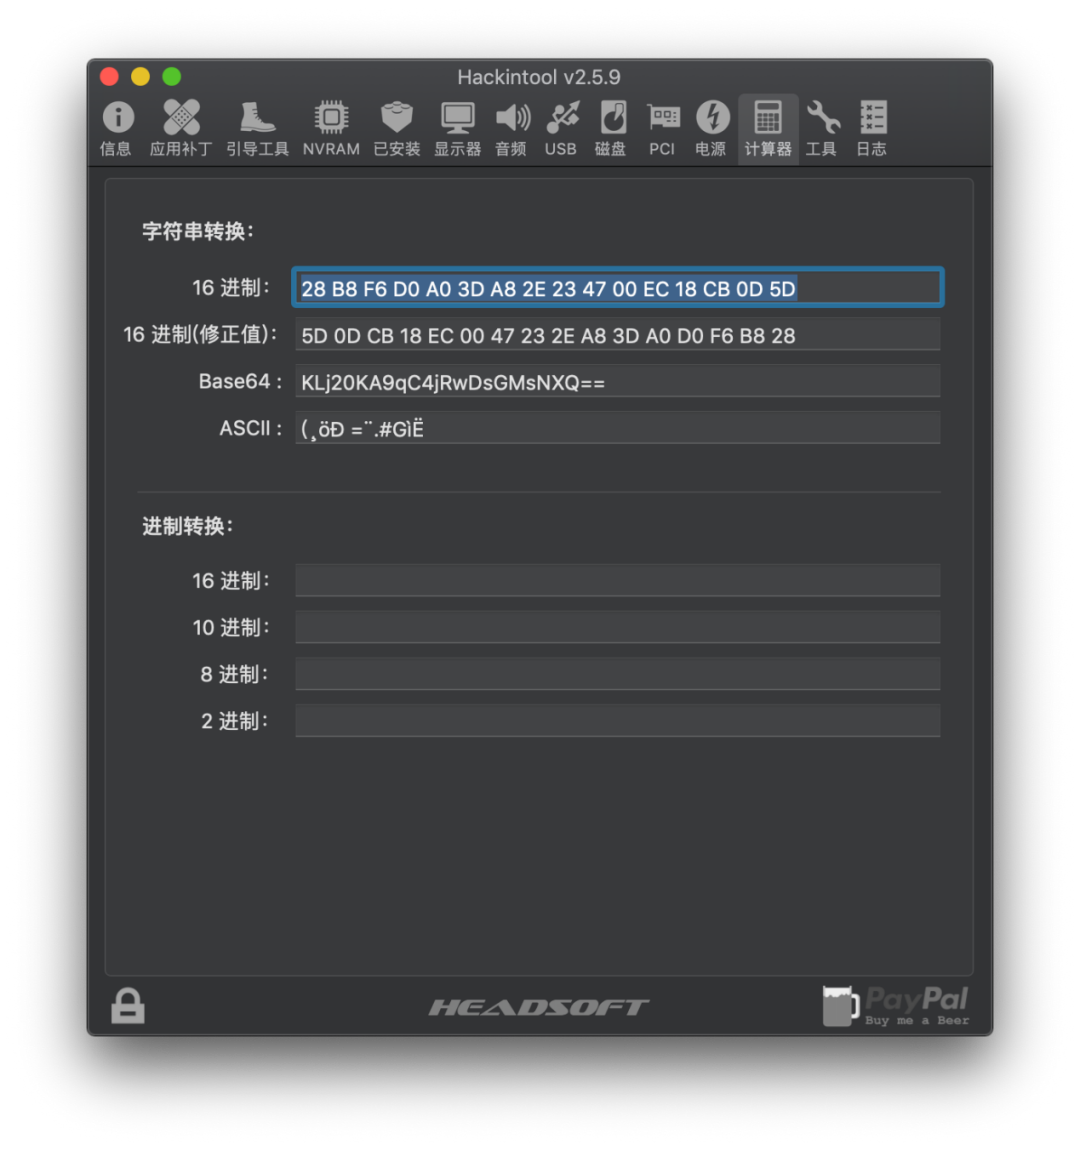 Hackintool v2.5.9
信息 应用补丁 引导工具 NVRAM 已安装 显示器 音频 USB 磁盘 PCI 电源 计算器 工具 日志
字符串转换：
16 进制： 28 B8 F6 D0 A0 3D A8 2E 23 47 00 EC 18 CB 0D 5D
16 进制(修正值)： 5D 0D CB 18 EC 00 47 23 2E A8 3D A0 D0 F6 B8 28
Base64 : KLj20KA9qC4jRwDsGMsNXQ==
ASCII : (¸öÐ =¨.#GìË
进制转换：
16 进制：
10 进制：
8 进制：
2 进制：
HEADSOFT
PayPal
Buy me a Beer